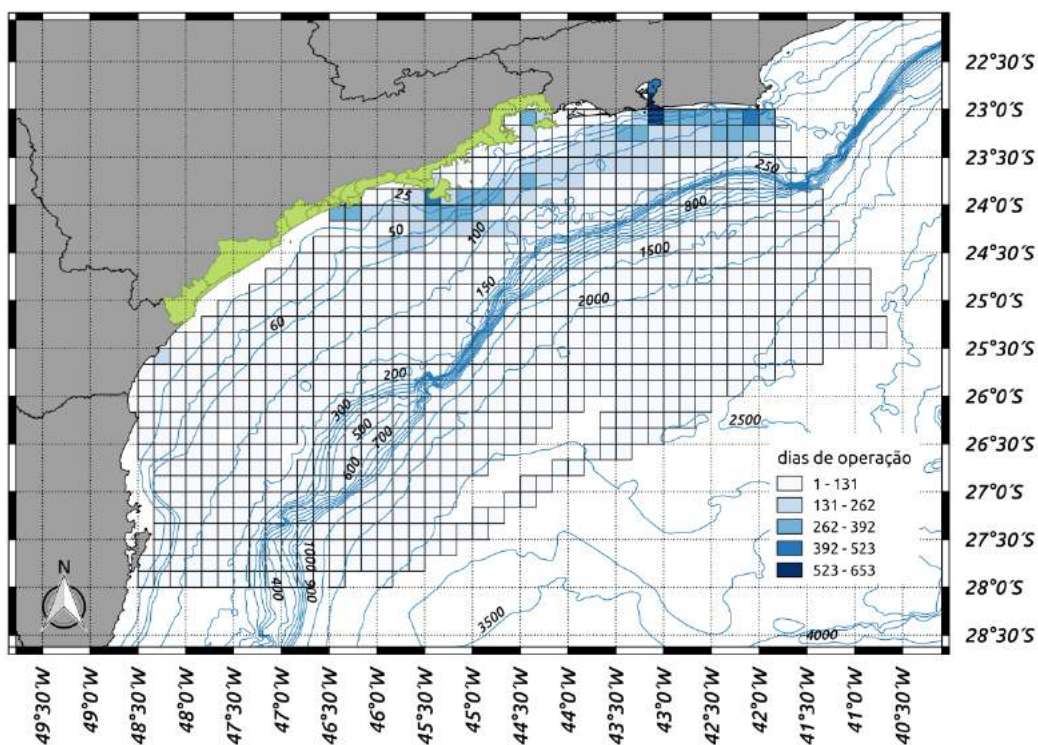 22°30'S
23°0'S
23°30'S
24°0'S
24°30'S
25°0'S
25°30'S
26°0'S
26°30'S
27°0'S
27°30'S
28°0'S
28°30'S
250
25
800
50
100
1500
150
2000
60
200
300
500
700
600
2500
1000
900
400
3500
4000
dias de operação
1 - 131
131 - 262
262 - 392
392 - 523
523 - 653
N
49°30'W
49°0'W
48°30'W
48°0'W
47°30'W
47°0'W
46°30'W
46°0'W
45°30'W
45°0'W
44°30'W
44°0'W
43°30'W
43°0'W
42°30'W
42°0'W
41°30'W
41°0'W
40°30'W